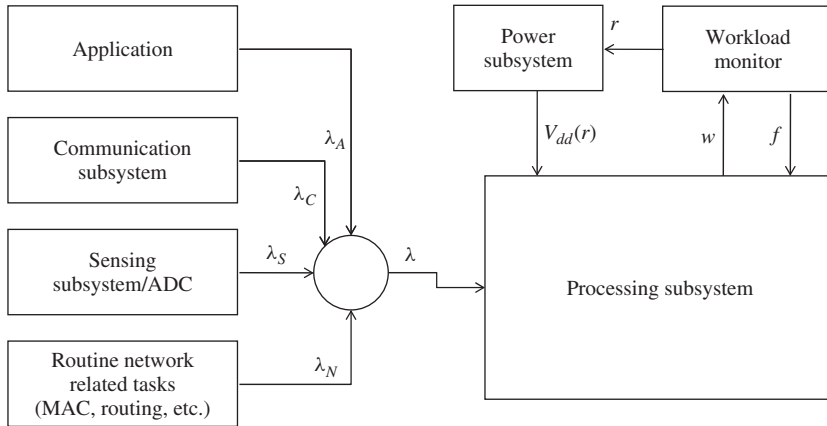 Application
Communication
subsystem
Sensing
subsystem/ADC
Routine network
related tasks
(MAC, routing, etc.)
λ_A
λ_C
λ_S
λ_N
λ
Power
subsystem
r
Workload
monitor
V_dd(r)
w
f
Processing subsystem